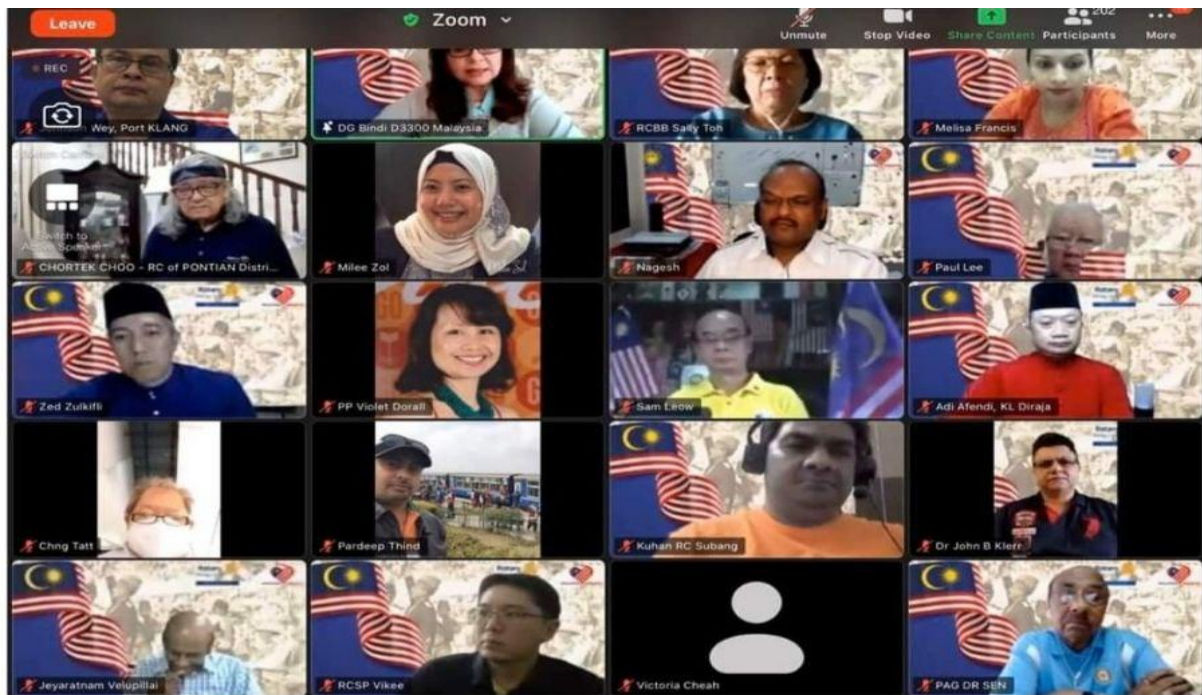 Leave
Zoom
202
Unmute
Stop Video
Share Content
Participants
More
REC
Wey, Port KLANG
DG Bindi D3300 Malaysia
RCBB Sally Toh
Melisa Francis
Switch to
CHORTEK CHOO - RC of PONTIAN Distri...
Milee Zol
Nagesh
Paul Lee
Zed Zulkifli
PP Violet Dorall
Sam Leow
Adi Afendi, KL Diraja
Chng Tatt
Pardeep Thind
Kuhan RC Subang
Dr John B Klerr
Jeyaratnam Velupillai
RCSP Vikee
Victoria Cheah
PAG DR SEN